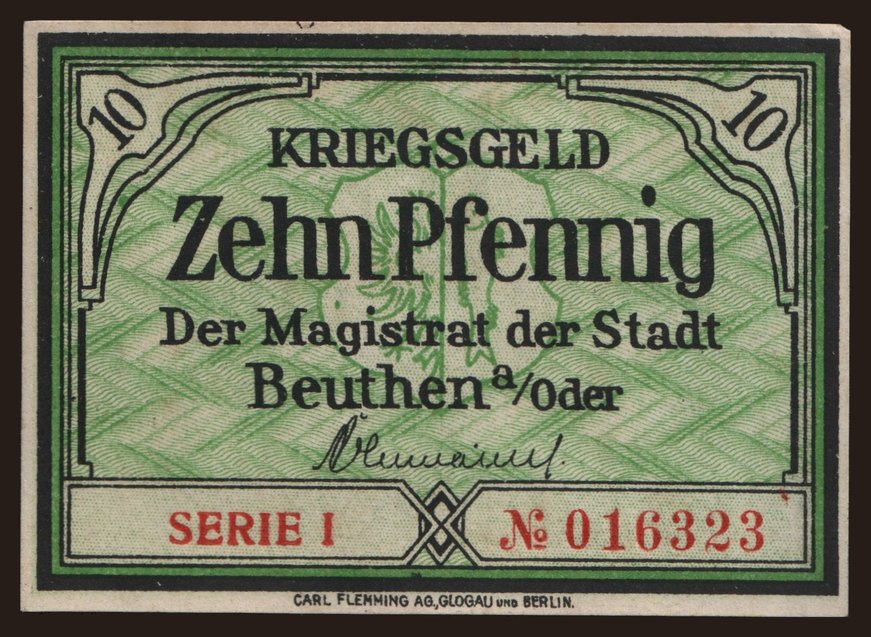 10 10
KRIEGSGELD
Zehn Pfennig
Der Magistrat der Stadt
Beuthen a/Oder
SERIE I № 016323
CARL FLEMMING AG., GLOGAU UND BERLIN.